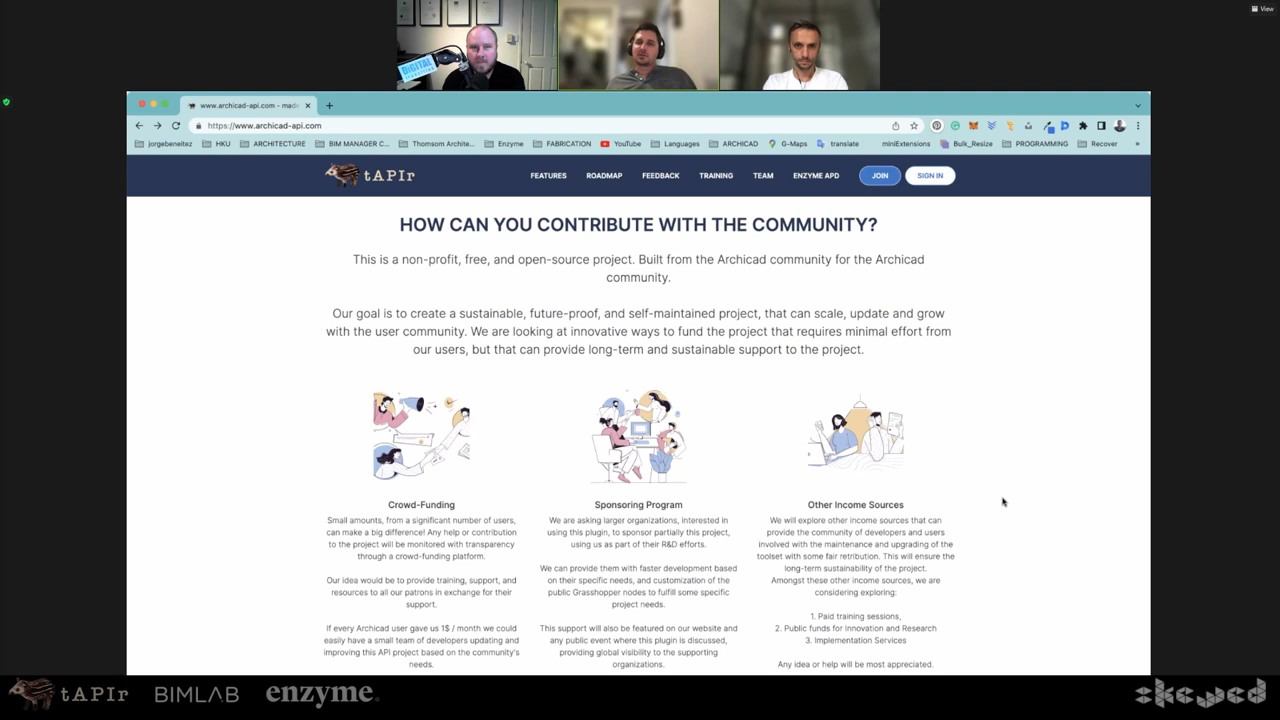 View
DIGITAL
www.archicad-api.com - made
https://www.archicad-api.com
jorgebeneitez
HKU
ARCHITECTURE
BIM MANAGER C...
Thomsom Archite...
Enzyme
FABRICATION
YouTube
Languages
ARCHICAD
G-Maps
translate
miniExtensions
Bulk_Resize
PROGRAMMING
Recover
»
tAPIr
FEATURES
ROADMAP
FEEDBACK
TRAINING
TEAM
ENZYME APD
JOIN
SIGN IN
HOW CAN YOU CONTRIBUTE WITH THE COMMUNITY?
This is a non-profit, free, and open-source project. Built from the Archicad community for the Archicad
community.
Our goal is to create a sustainable, future-proof, and self-maintained project, that can scale, update and grow
with the user community. We are looking at innovative ways to fund the project that requires minimal effort from
our users, but that can provide long-term and sustainable support to the project.
Crowd-Funding
Small amounts, from a significant number of users,
can make a big difference! Any help or contribution
to the project will be monitored with transparency
through a crowd-funding platform.
Our idea would be to provide training, support, and
resources to all our patrons in exchange for their
support.
If every Archicad user gave us 1$ / month we could
easily have a small team of developers updating and
improving this API project based on the community's
needs.
Sponsoring Program
We are asking larger organizations, interested in
using this plugin, to sponsor partially this project,
using us as part of their R&D efforts.
We can provide them with faster development based
on their specific needs, and customization of the
public Grasshopper nodes to fulfill some specific
project needs.
This support will also be featured on our website and
any public event where this plugin is discussed,
providing global visibility to the supporting
organizations.
Other Income Sources
We will explore other income sources that can
provide the community of developers and users
involved with the maintenance and upgrading of the
toolset with some fair retribution. This will ensure the
long-term sustainability of the project.
Amongst these other income sources, we are
considering exploring:
1. Paid training sessions,
2. Public funds for Innovation and Research
3. Implementation Services
Any idea or help will be most appreciated.
tAPIr
BIMLAB
enzyme.
skewed